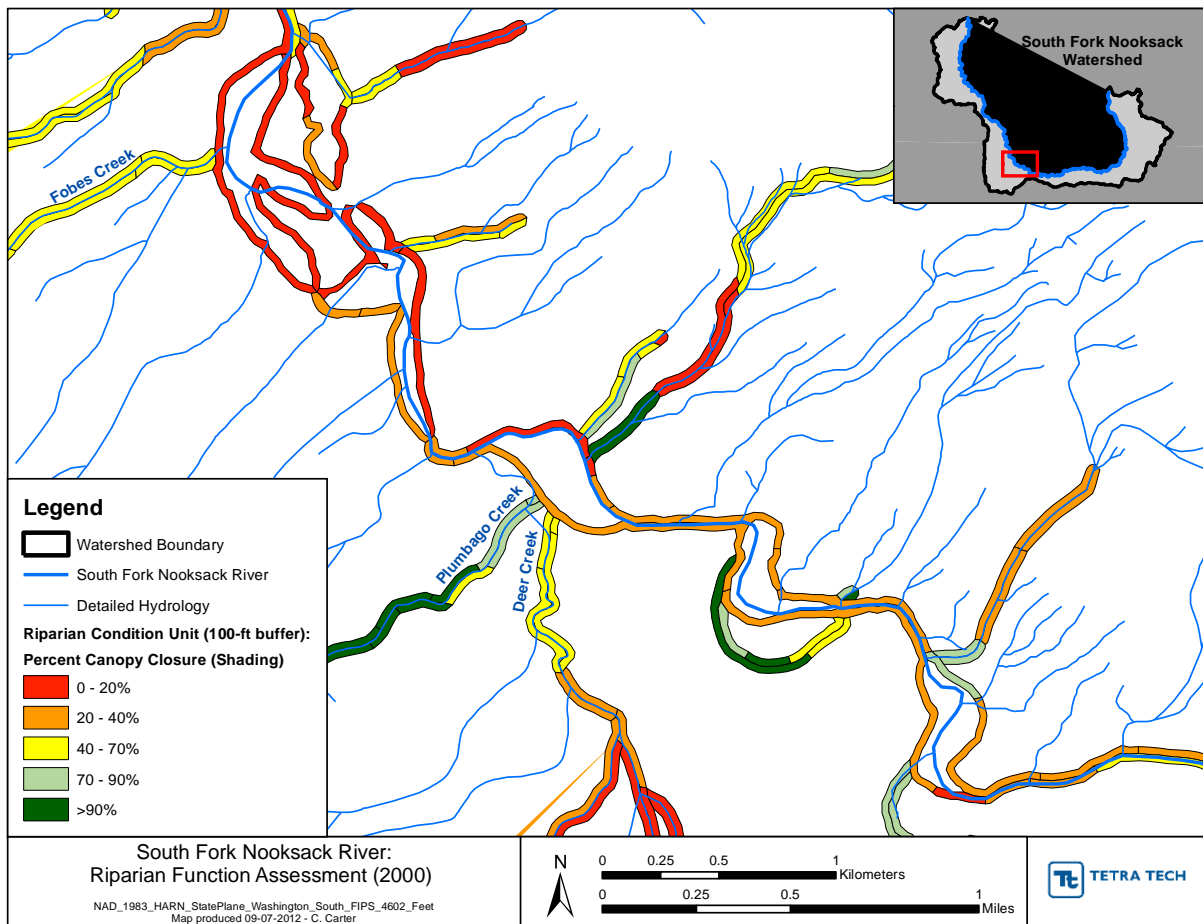 South Fork Nooksack
Watershed
Fobes Creek
Plumbago Creek
Deer Creek
Legend
Watershed Boundary
South Fork Nooksack River
Detailed Hydrology
Riparian Condition Unit (100-ft buffer):
Percent Canopy Closure (Shading)
0 - 20%
20 - 40%
40 - 70%
70 - 90%
>90%
South Fork Nooksack River:
Riparian Function Assessment (2000)
NAD_1983_HARN_StatePlane_Washington_South_FIPS_4602_Feet
Map produced 09-07-2012 - C. Carter
N
0 0.25 0.5 1
Kilometers
0 0.25 0.5 1
Miles
Tt TETRA TECH